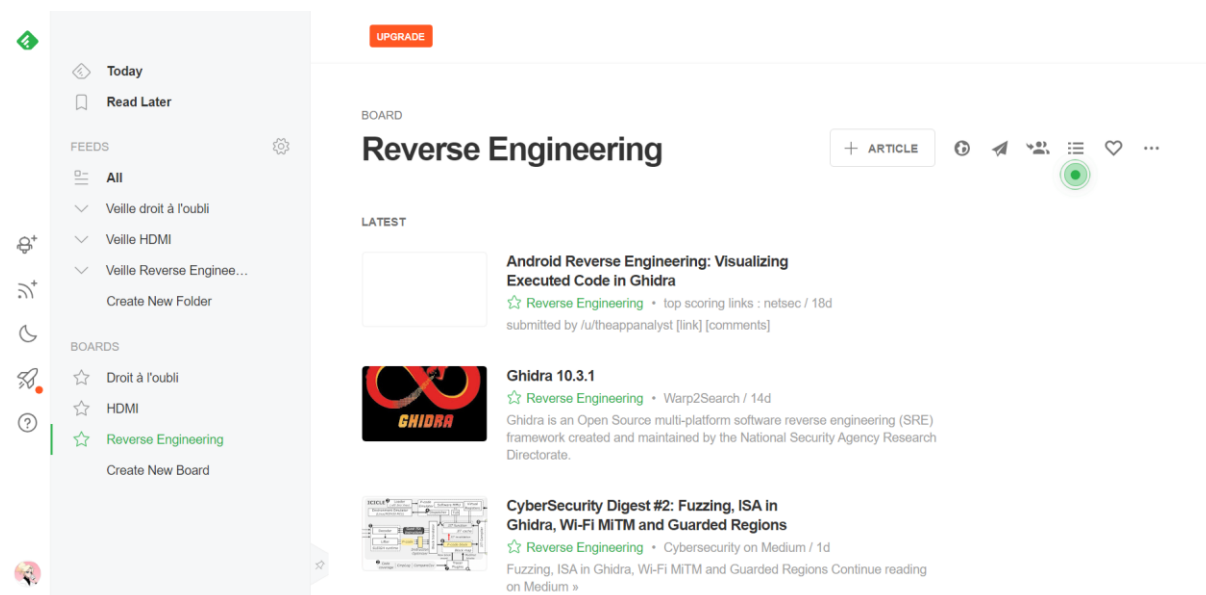 UPGRADE
Today
Read Later
FEEDS
All
Veille droit à l'oubli
Veille HDMI
Veille Reverse Enginee…
Create New Folder
BOARDS
Droit à l'oubli
HDMI
Reverse Engineering
Create New Board
BOARD
Reverse Engineering
ARTICLE
LATEST
Android Reverse Engineering: Visualizing
Executed Code in Ghidra
Reverse Engineering • top scoring links : netsec / 18d
submitted by /u/theappanalyst [link] [comments]
GHIDRA
Ghidra 10.3.1
Reverse Engineering • Warp2Search / 14d
Ghidra is an Open Source multi-platform software reverse engineering (SRE)
framework created and maintained by the National Security Agency Research
Directorate.
CyberSecurity Digest #2: Fuzzing, ISA in
Ghidra, Wi-Fi MiTM and Guarded Regions
Reverse Engineering • Cybersecurity on Medium / 1d
Fuzzing, ISA in Ghidra, Wi-Fi MiTM and Guarded Regions Continue reading
on Medium »